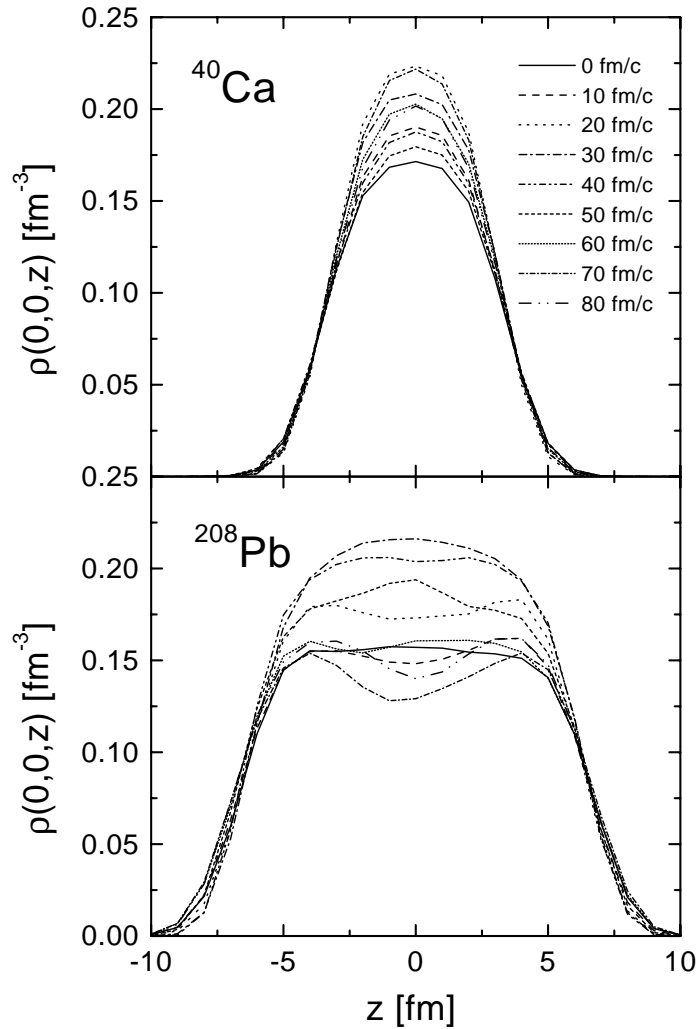 0.25
⁴⁰Ca
0 fm/c
10 fm/c
20 fm/c
30 fm/c
40 fm/c
50 fm/c
60 fm/c
70 fm/c
80 fm/c
0.20
0.15
0.10
0.05
ρ(0,0,z) [fm⁻³]
0.25
²⁰⁸Pb
0.20
0.15
0.10
0.05
0.00
ρ(0,0,z) [fm⁻³]
-10 -5 0 5 10
z [fm]